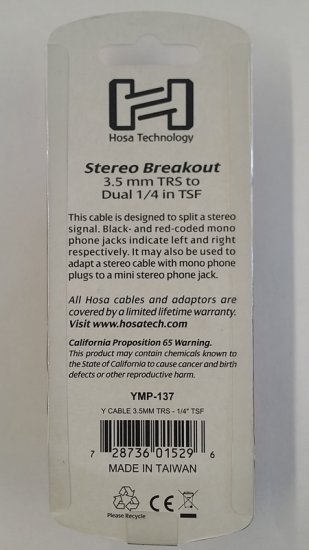 Hosa Technology
Stereo Breakout
3.5 mm TRS to
Dual 1/4 in TSF
This cable is designed to split a stereo
signal. Black- and red-coded mono
phone jacks indicate left and right
respectively. It may also be used to
adapt a stereo cable with mono phone
plugs to a mini stereo phone jack.
All Hosa cables and adaptors are
covered by a limited lifetime warranty.
Visit www.hosatech.com
California Proposition 65 Warning.
This product may contain chemicals known to
the State of California to cause cancer and birth
defects or other reproductive harm.
YMP-137
Y CABLE 3.5MM TRS - 1/4" TSF
7 28736 01529 6
MADE IN TAIWAN
CE
Please Recycle